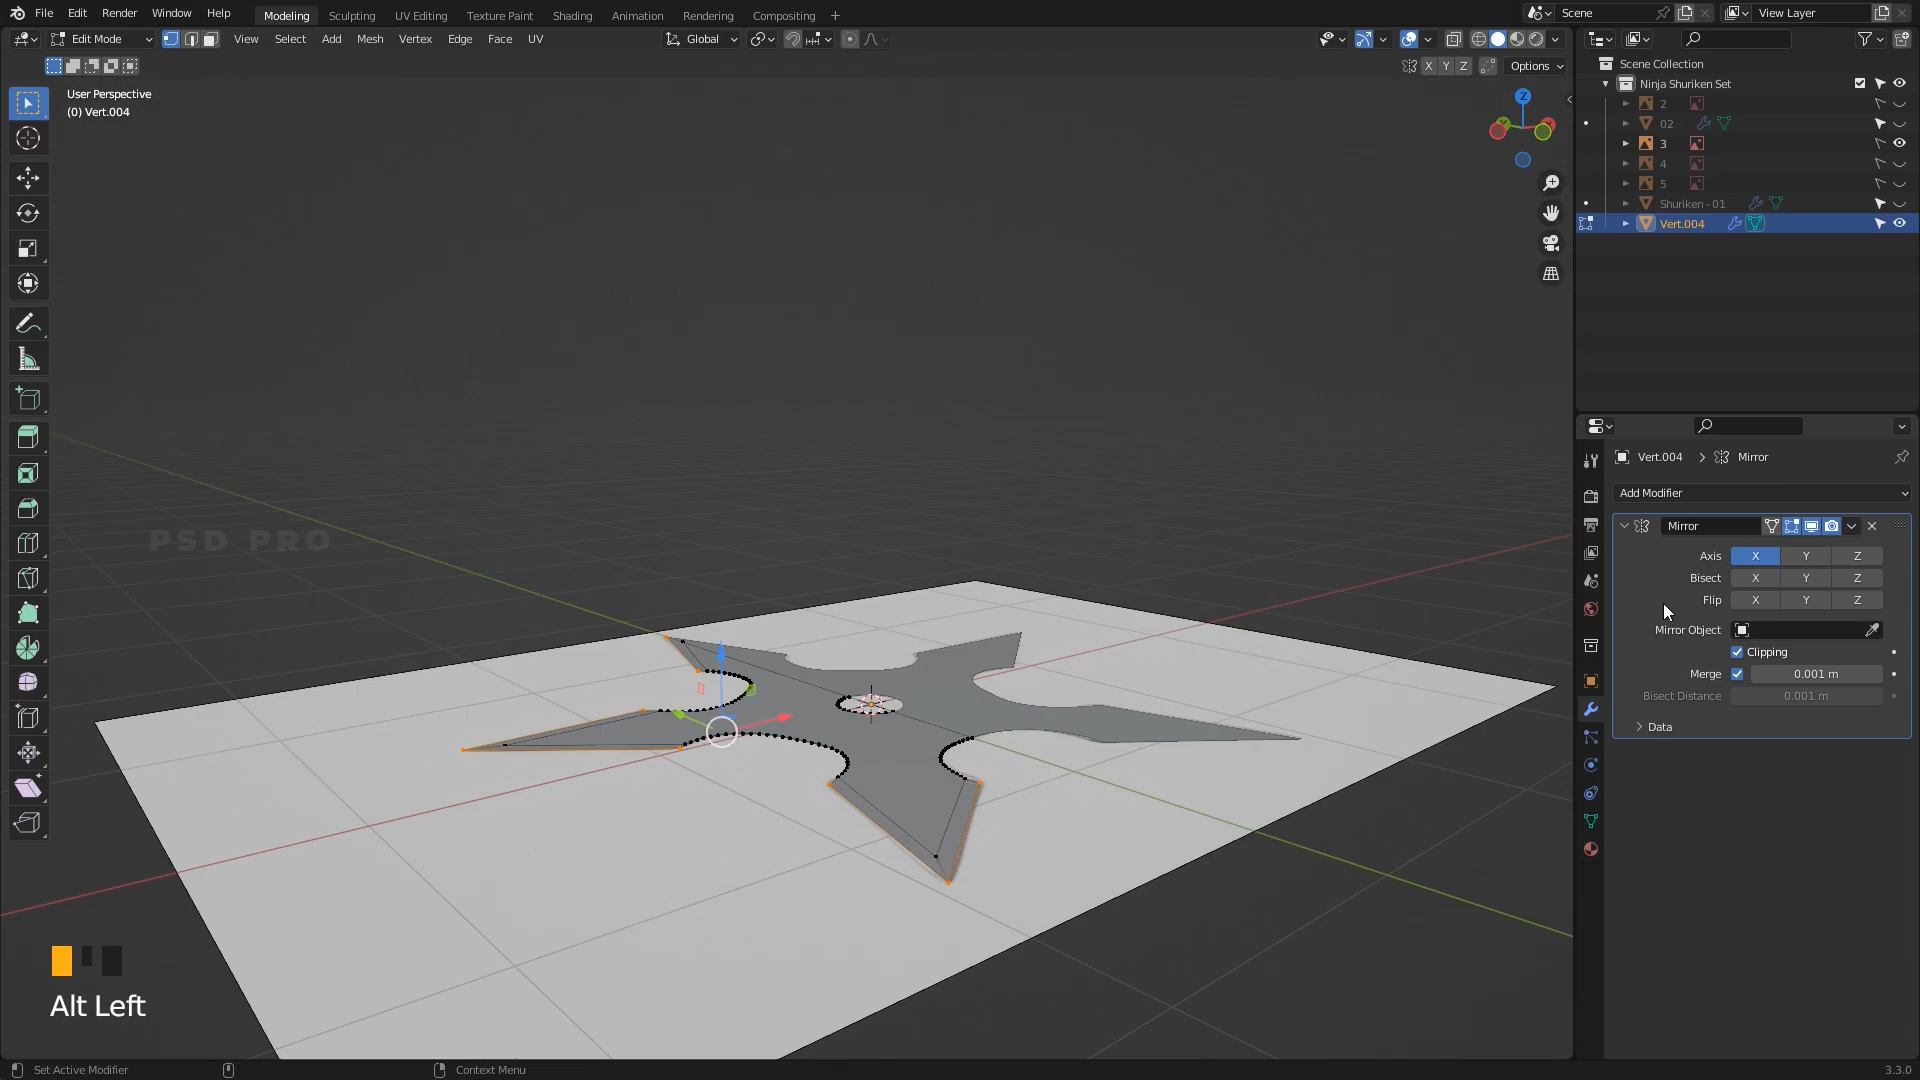 File Edit Render Window Help Modeling Sculpting UV Editing Texture Paint Shading Animation Rendering Compositing + Scene View Layer
Edit Mode View Select Add Mesh Vertex Edge Face UV Global
X Y Z Options
User Perspective
(0) Vert.004
Z
Scene Collection
Ninja Shuriken Set
2
02
3
4
5
Shuriken - 01
Vert.004
Vert.004 > Mirror
Add Modifier
Mirror
Axis X Y Z
Bisect X Y Z
Flip X Y Z
Mirror Object
Clipping
Merge 0.001 m
Bisect Distance 0.001 m
Data
PSD PRO
Alt Left
Set Active Modifier Context Menu 3.3.0